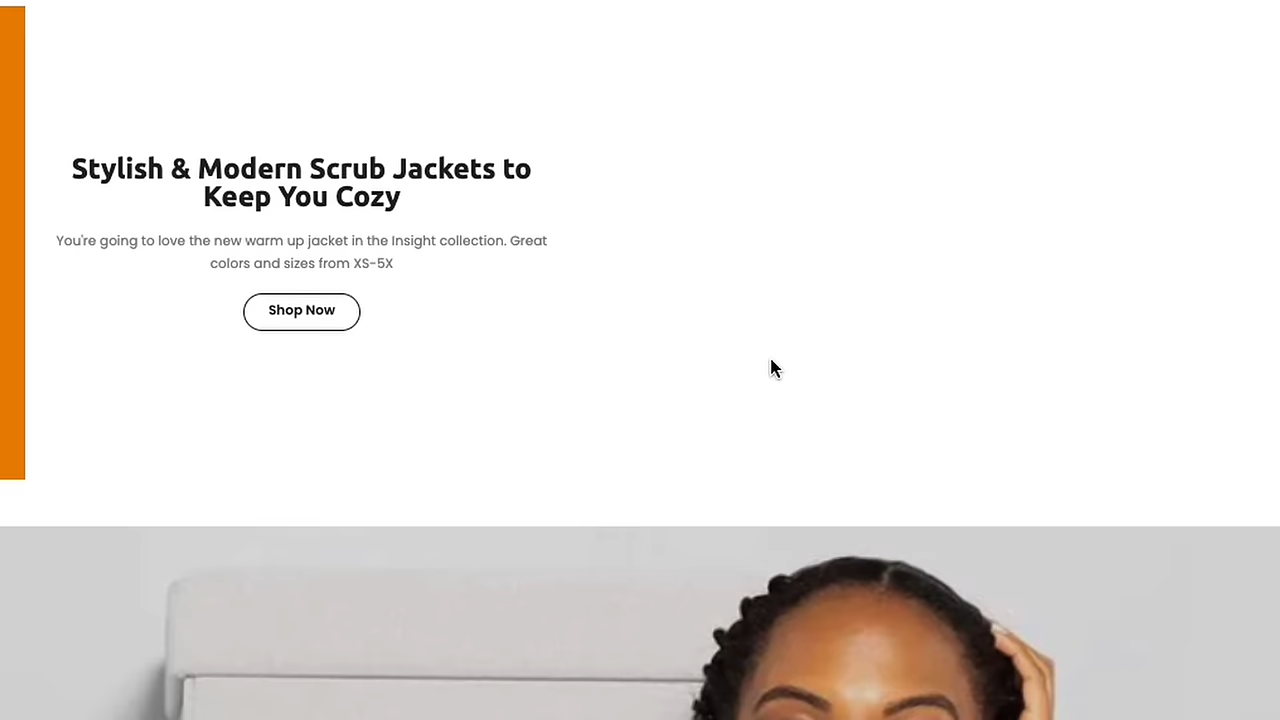 Stylish & Modern Scrub Jackets to
Keep You Cozy
You're going to love the new warm up jacket in the Insight collection. Great
colors and sizes from XS-5X
Shop Now